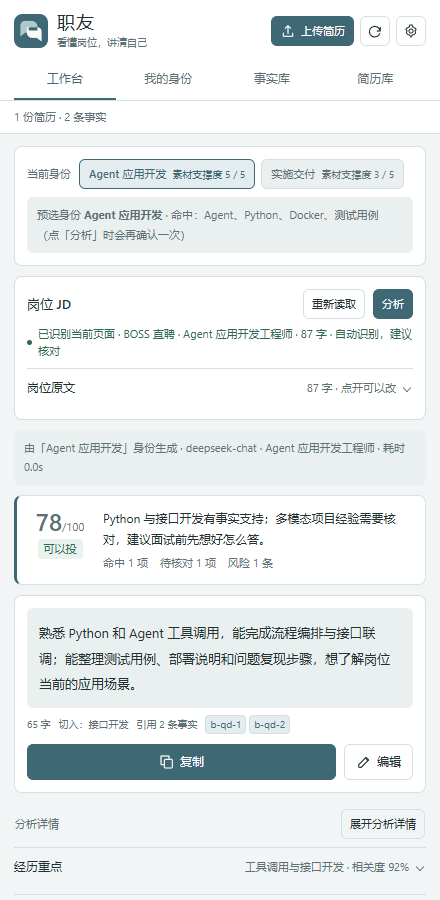 职友
看懂岗位，讲清自己
上传简历
工作台
我的身份
事实库
简历库
1 份简历 · 2 条事实
当前身份
Agent 应用开发 素材支撑度 5 / 5
实施交付 素材支撑度 3 / 5
预选身份 Agent 应用开发 · 命中：Agent、Python、Docker、测试用例
（点「分析」时会再确认一次）
岗位 JD
重新读取
分析
已识别当前页面 · BOSS 直聘 · Agent 应用开发工程师 · 87 字 · 自动识别，建议
核对
岗位原文
87 字 · 点开可以改
由「Agent 应用开发」身份生成 · deepseek-chat · Agent 应用开发工程师 · 耗时
0.0s
78/100
可以投
Python 与接口开发有事实支持；多模态项目经验需要核
对，建议面试前先想好怎么答。
命中 1 项 待核对 1 项 风险 1 条
熟悉 Python 和 Agent 工具调用，能完成流程编排与接口联
调；能整理测试用例、部署说明和问题复现步骤，想了解岗位
当前的应用场景。
65 字 切入：接口开发 引用 2 条事实 b-qd-1 b-qd-2
复制
编辑
分析详情
展开分析详情
经历重点
工具调用与接口开发 · 相关度 92%